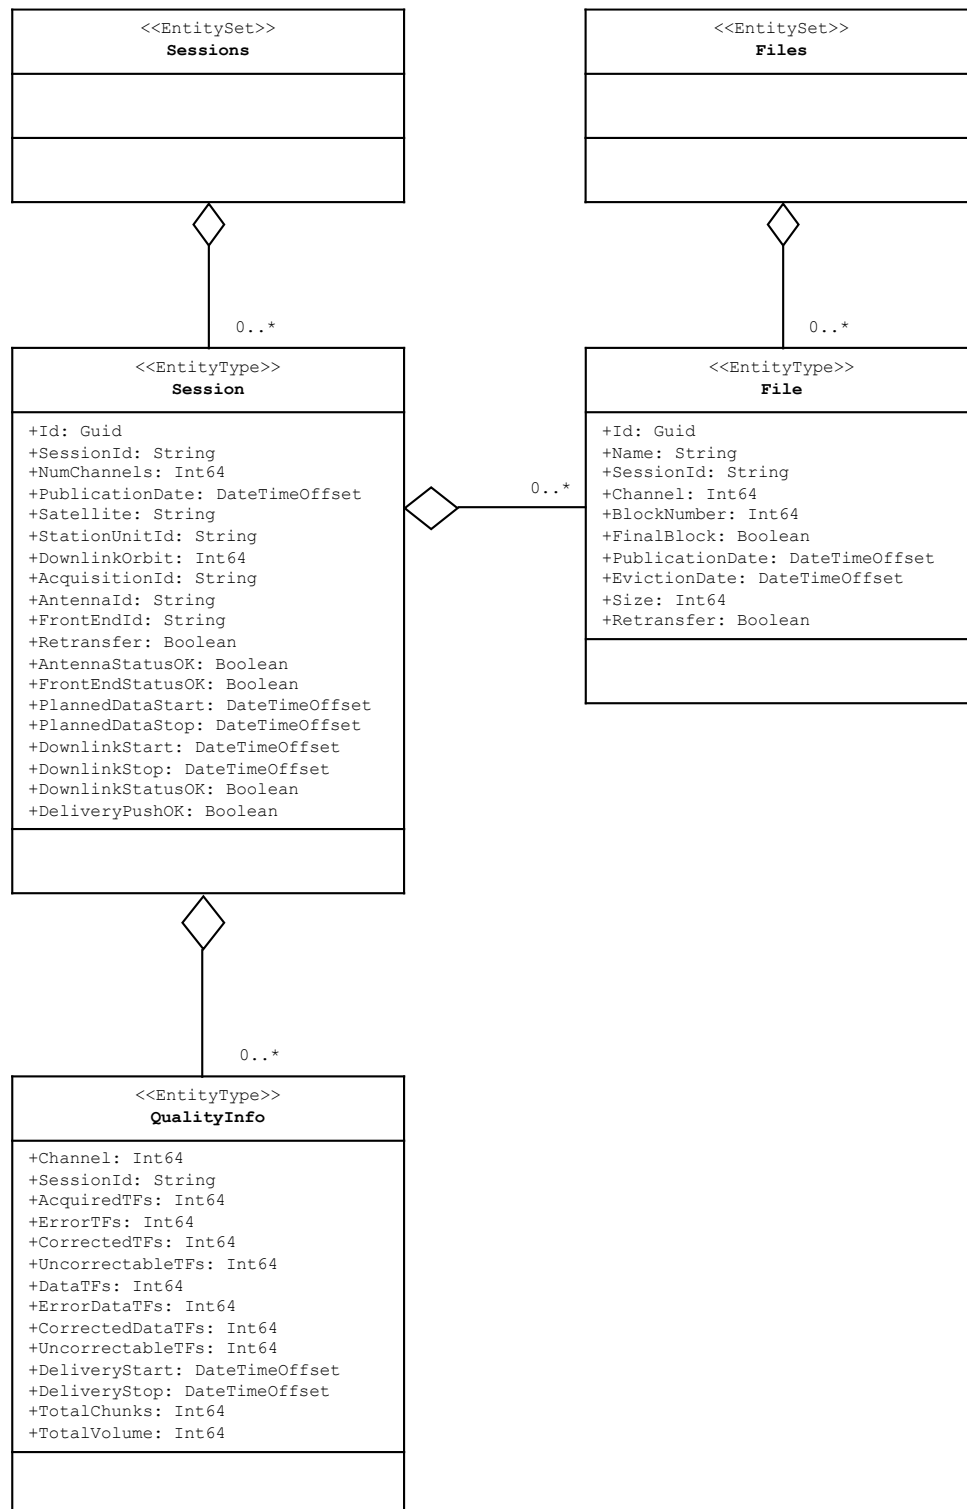 <<EntitySet>>
Sessions
<<EntitySet>>
Files
0..*
0..*
<<EntityType>>
Session
+Id: Guid
+SessionId: String
+NumChannels: Int64
+PublicationDate: DateTimeOffset
+Satellite: String
+StationUnitId: String
+DownlinkOrbit: Int64
+AcquisitionId: String
+AntennaId: String
+FrontEndId: String
+Retransfer: Boolean
+AntennaStatusOK: Boolean
+FrontEndStatusOK: Boolean
+PlannedDataStart: DateTimeOffset
+PlannedDataStop: DateTimeOffset
+DownlinkStart: DateTimeOffset
+DownlinkStop: DateTimeOffset
+DownlinkStatusOK: Boolean
+DeliveryPushOK: Boolean
0..*
<<EntityType>>
File
+Id: Guid
+Name: String
+SessionId: String
+Channel: Int64
+BlockNumber: Int64
+FinalBlock: Boolean
+PublicationDate: DateTimeOffset
+EvictionDate: DateTimeOffset
+Size: Int64
+Retransfer: Boolean
0..*
<<EntityType>>
QualityInfo
+Channel: Int64
+SessionId: String
+AcquiredTFs: Int64
+ErrorTFs: Int64
+CorrectedTFs: Int64
+UncorrectableTFs: Int64
+DataTFs: Int64
+ErrorDataTFs: Int64
+CorrectedDataTFs: Int64
+UncorrectableTFs: Int64
+DeliveryStart: DateTimeOffset
+DeliveryStop: DateTimeOffset
+TotalChunks: Int64
+TotalVolume: Int64